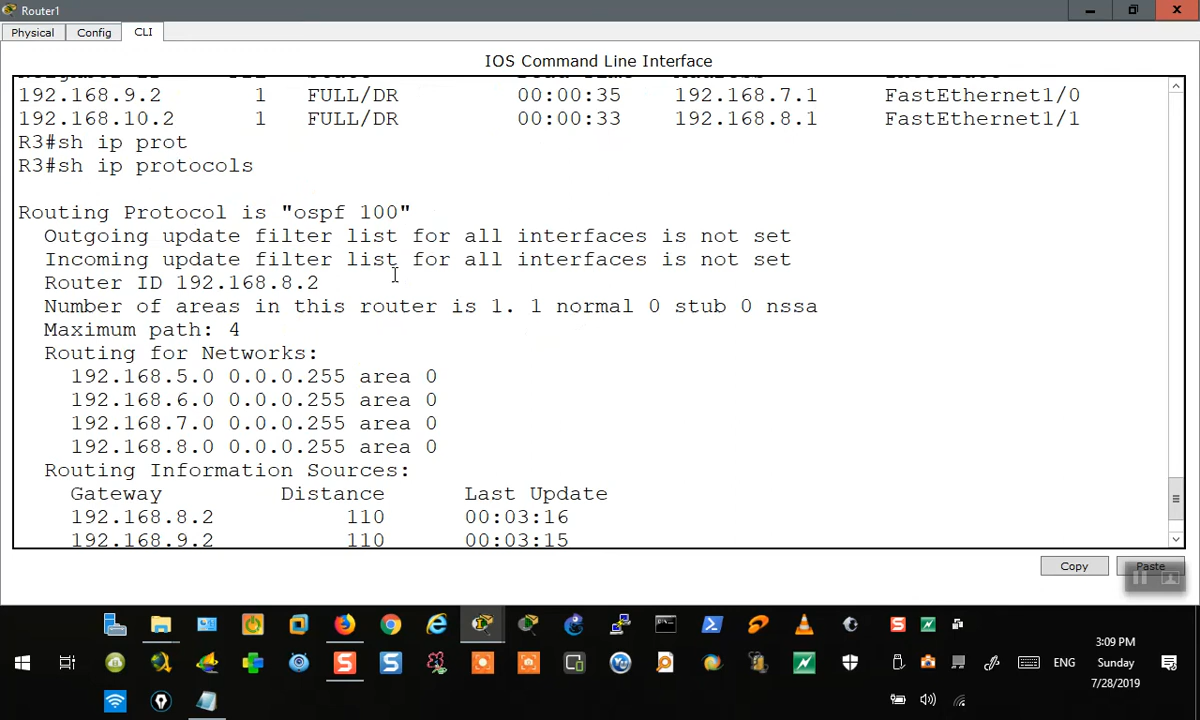 Router1
Physical Config CLI
IOS Command Line Interface
192.168.9.2 1 FULL/DR 00:00:35 192.168.7.1 FastEthernet1/0
192.168.10.2 1 FULL/DR 00:00:33 192.168.8.1 FastEthernet1/1
R3#sh ip prot
R3#sh ip protocols
Routing Protocol is "ospf 100"
Outgoing update filter list for all interfaces is not set
Incoming update filter list for all interfaces is not set
Router ID 192.168.8.2
Number of areas in this router is 1. 1 normal 0 stub 0 nssa
Maximum path: 4
Routing for Networks:
192.168.5.0 0.0.0.255 area 0
192.168.6.0 0.0.0.255 area 0
192.168.7.0 0.0.0.255 area 0
192.168.8.0 0.0.0.255 area 0
Routing Information Sources:
Gateway Distance Last Update
192.168.8.2 110 00:03:16
192.168.9.2 110 00:03:15
Copy Paste
3:09 PM
ENG Sunday
7/28/2019